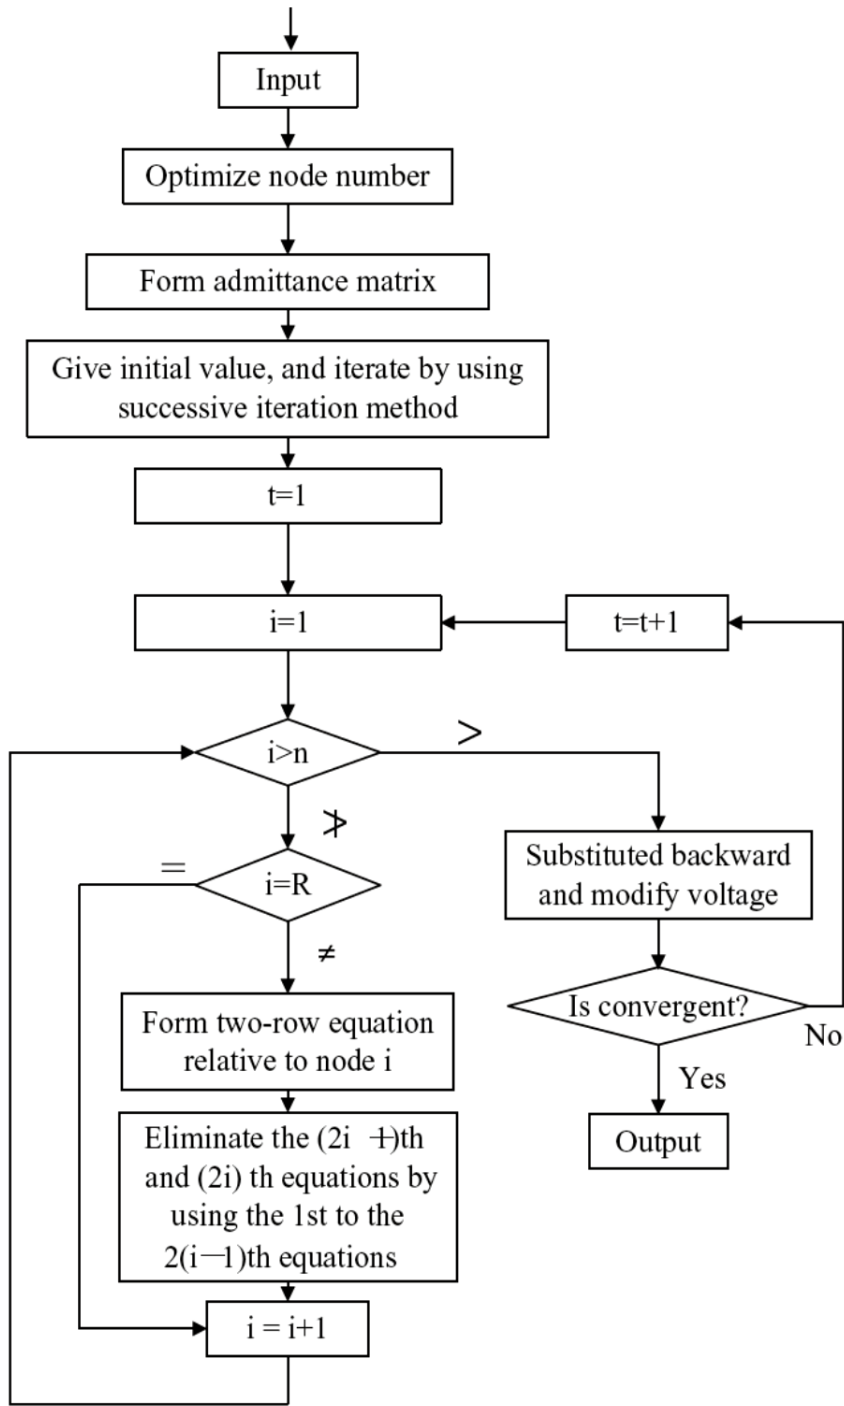 Input
Optimize node number
Form admittance matrix
Give initial value, and iterate by using
successive iteration method
t=1
i=1
t=t+1
i>n
>
≯
i=R
=
≠
Substituted backward
and modify voltage
Is convergent?
No
Yes
Output
Form two-row equation
relative to node i
Eliminate the (2i −1)th
and (2i) th equations by
using the 1st to the
2(i−1)th equations
i = i+1